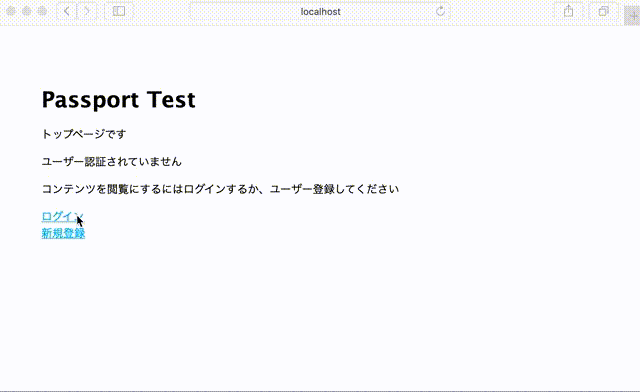 localhost
Passport Test
トップページです
ユーザー認証されていません
コンテンツを閲覧にするにはログインするか、ユーザー登録してください
ログイン
新規登録